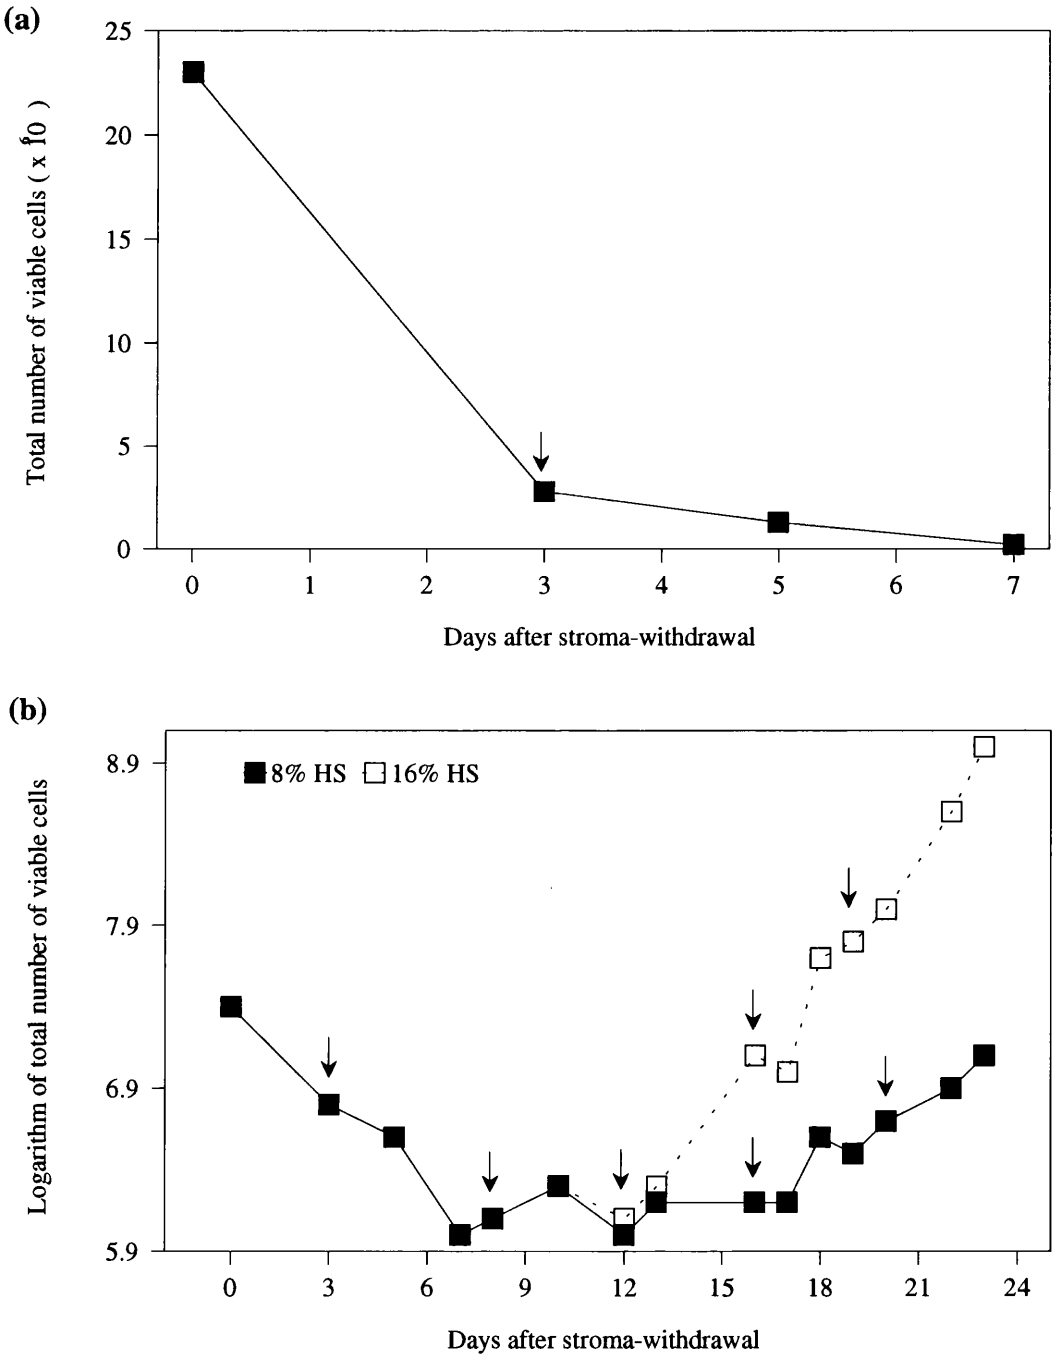 (a)
Total number of viable cells ( x 10⁶ )
25
20
15
10
5
0
0 1 2 3 4 5 6 7
Days after stroma-withdrawal
(b)
Logarithm of total number of viable cells
8% HS 16% HS
8.9
7.9
6.9
5.9
0 3 6 9 12 15 18 21 24
Days after stroma-withdrawal